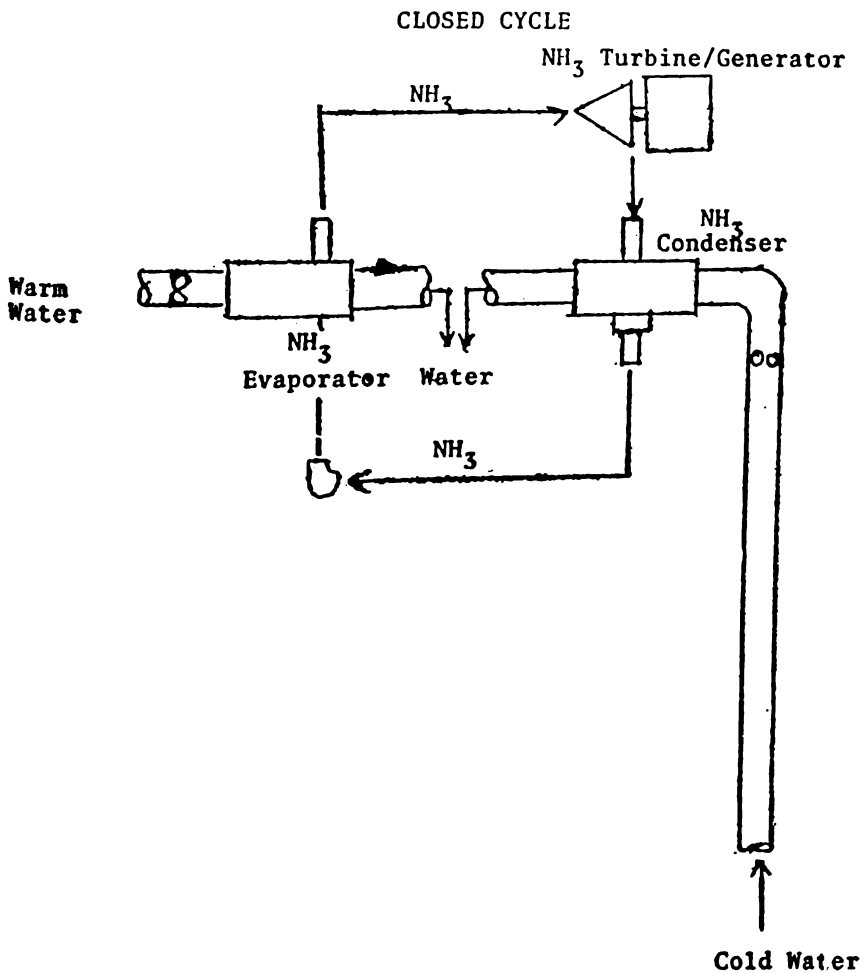 CLOSED CYCLE
NH3 Turbine/Generator
NH3
NH3
Condenser
Warm
Water
NH3
Evaporator
Water
NH3
Cold Water